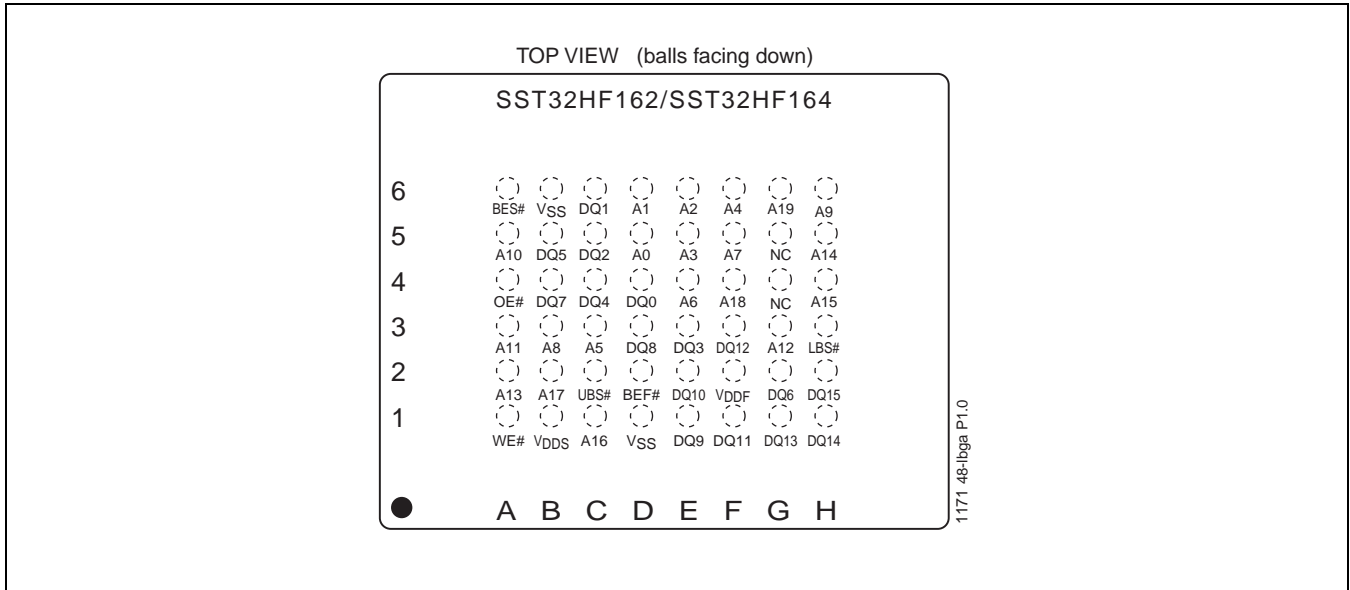 TOP VIEW (balls facing down)
SST32HF162/SST32HF164
6
BES# VSS DQ1 A1 A2 A4 A19 A9
5
A10 DQ5 DQ2 A0 A3 A7 NC A14
4
OE# DQ7 DQ4 DQ0 A6 A18 NC A15
3
A11 A8 A5 DQ8 DQ3 DQ12 A12 LBS#
2
A13 A17 UBS# BEF# DQ10 VDDF DQ6 DQ15
1
WE# VDDS A16 VSS DQ9 DQ11 DQ13 DQ14
A B C D E F G H
1171 48-lbga P1.0